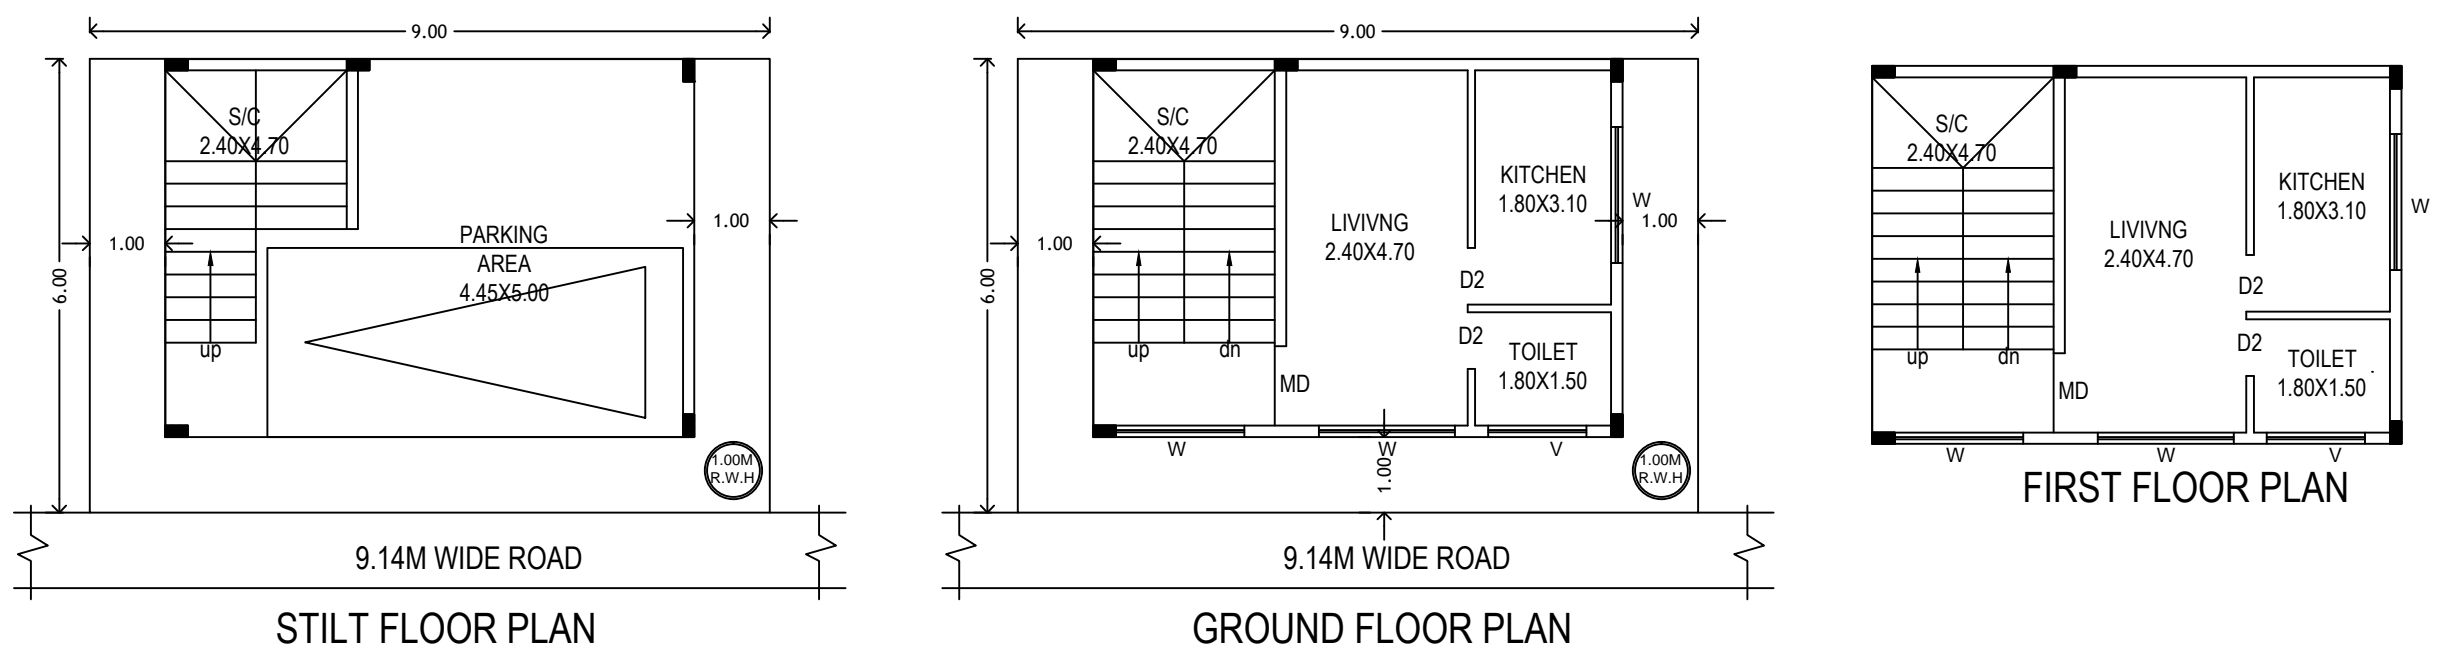 9.00
S/C
2.40X4.70
1.00
1.00
6.00
PARKING
AREA
4.45X5.00
up
1.00M
R.W.H
9.14M WIDE ROAD
STILT FLOOR PLAN
9.00
S/C
2.40X4.70
KITCHEN
1.80X3.10
W
1.00
1.00
LIVIVNG
2.40X4.70
6.00
D2
D2
up
dn
TOILET
1.80X1.50
MD
W
W
V
1.00
1.00M
R.W.H
9.14M WIDE ROAD
GROUND FLOOR PLAN
S/C
2.40X4.70
KITCHEN
1.80X3.10
W
LIVIVNG
2.40X4.70
D2
D2
up
dn
TOILET
1.80X1.50
MD
W
W
V
FIRST FLOOR PLAN